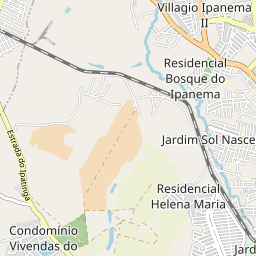 Villagio Ipanema
II
Residencial
Bosque do
Ipanema
Estrada do Ipatinga
Jardim Sol Nasce
Residencial
Helena Maria
Condomínio
Vivendas do
Jard